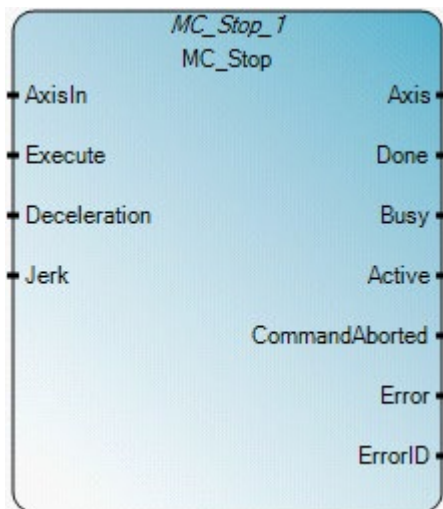 MC_Stop_1
MC_Stop
AxisIn Axis
Execute Done
Deceleration Busy
Jerk Active
CommandAborted
Error
ErrorID